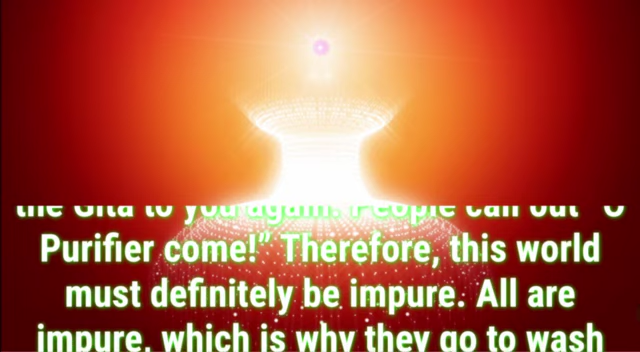 the Gita to you again. People call out "O
Purifier come!" Therefore, this world
must definitely be impure. All are
impure, which is why they go to wash